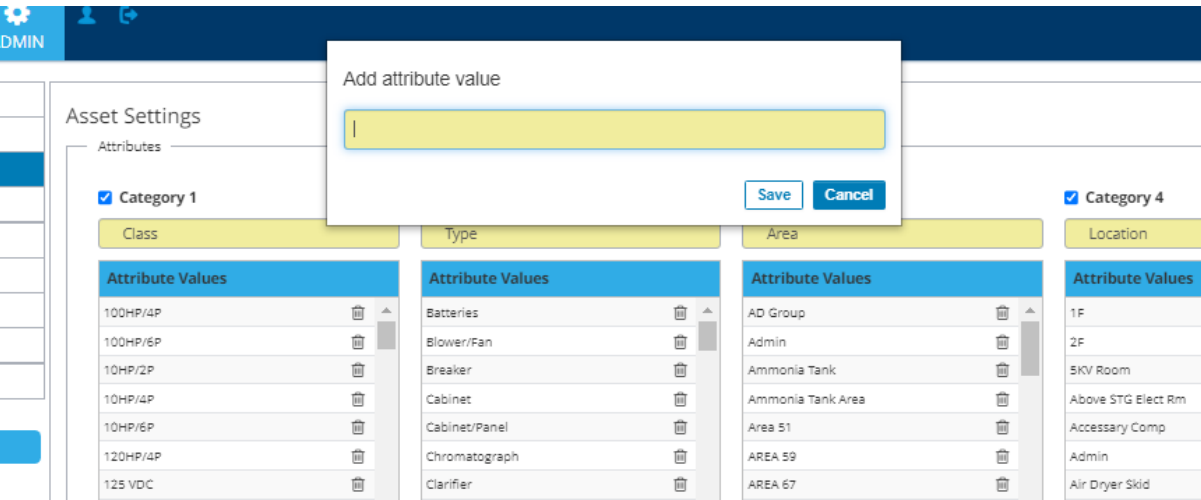 DMIN
Add attribute value
Asset Settings
Attributes
Category 1
Category 4
Save
Cancel
Class
Type
Area
Location
Attribute Values
Attribute Values
Attribute Values
Attribute Values
100HP/4P
Batteries
AD Group
1F
100HP/6P
Blower/Fan
Admin
2F
10HP/2P
Breaker
Ammonia Tank
5KV Room
10HP/4P
Cabinet
Ammonia Tank Area
Above STG Elect Rm
10HP/6P
Cabinet/Panel
Area 51
Accessary Comp
120HP/4P
Chromatograph
AREA 59
Admin
125 VDC
Clarifier
AREA 67
Air Dryer Skid